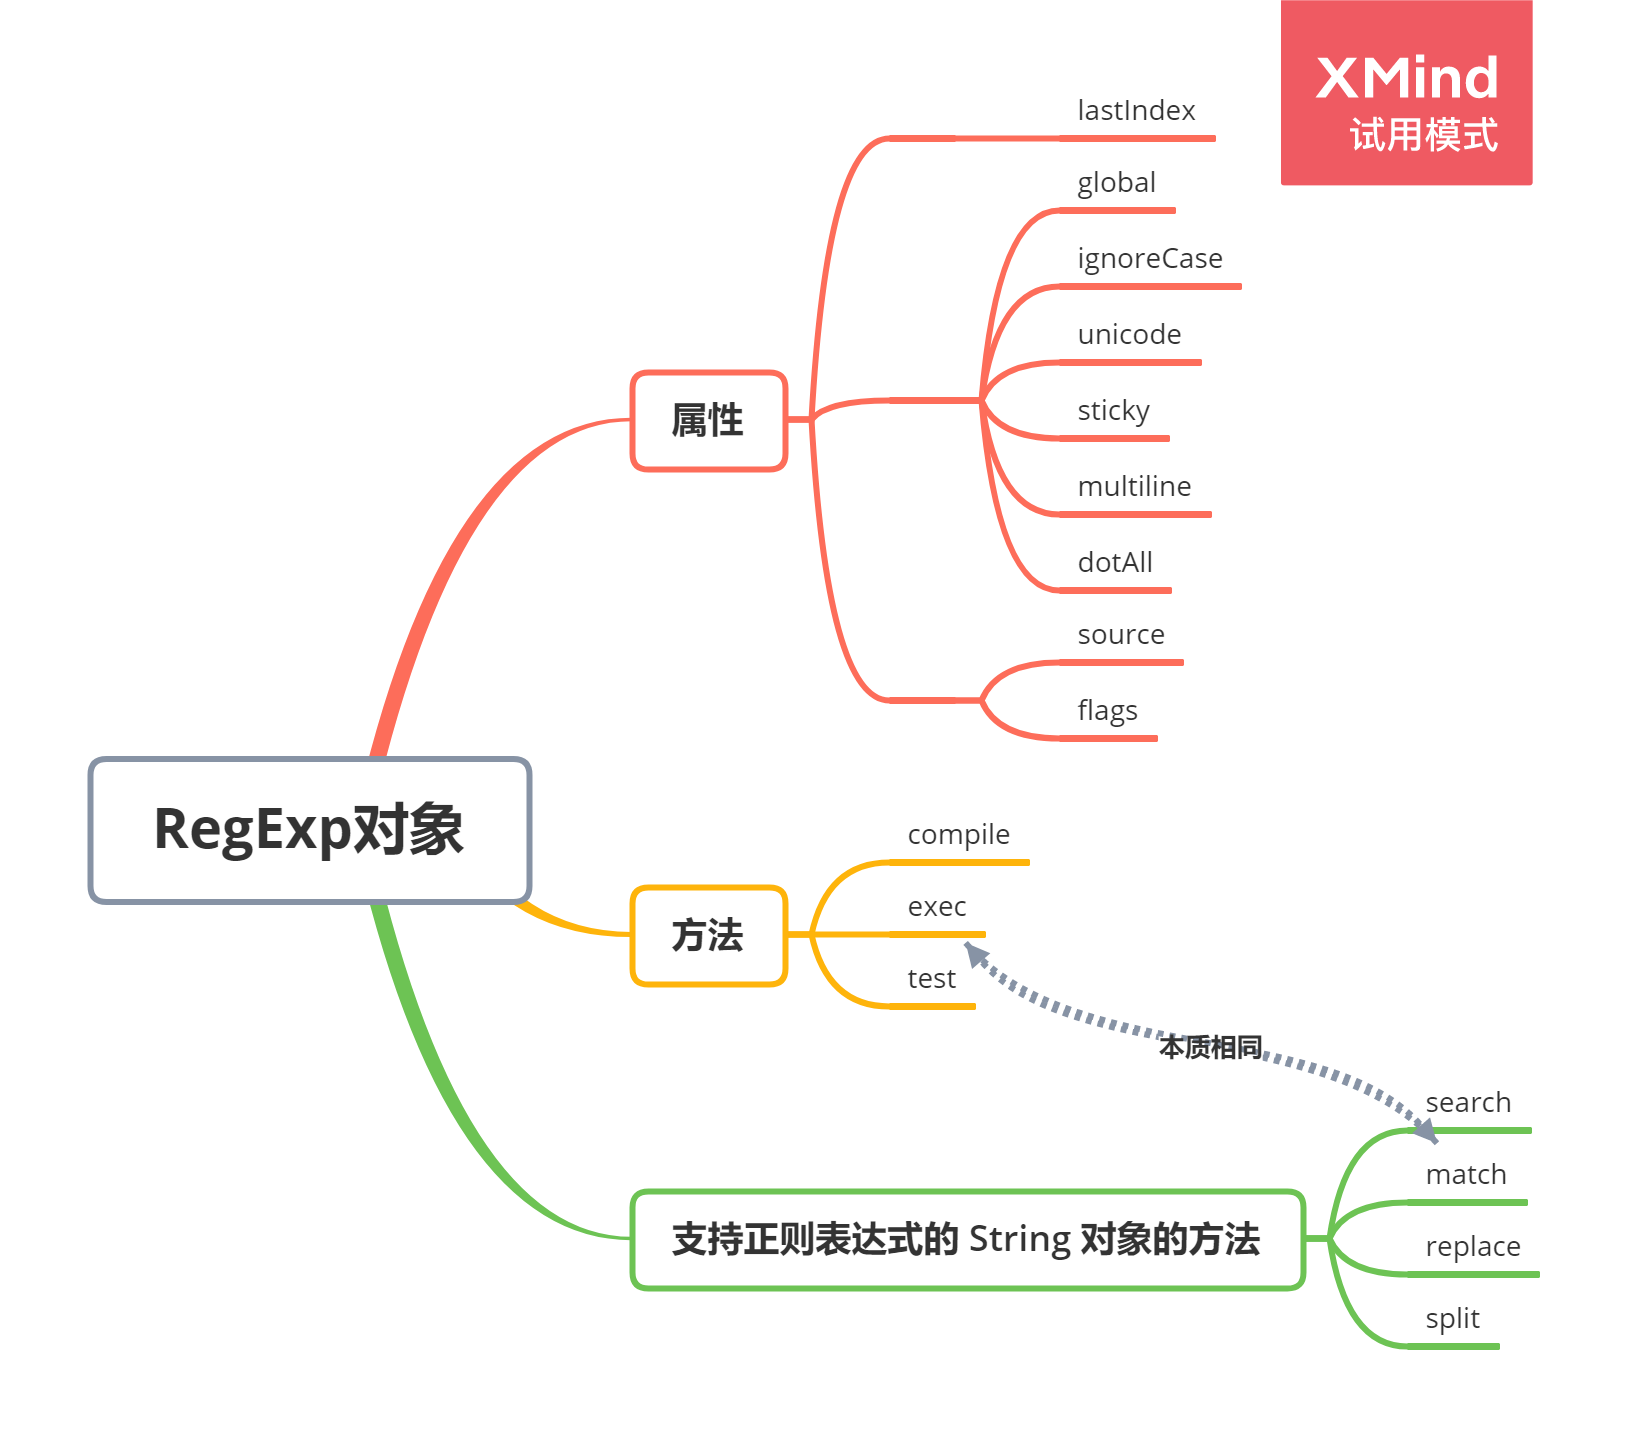 XMind
试用模式
lastIndex
global
ignoreCase
unicode
sticky
multiline
dotAll
source
flags
属性
RegExp对象
compile
exec
test
方法
本质相同
search
match
replace
split
支持正则表达式的 String 对象的方法